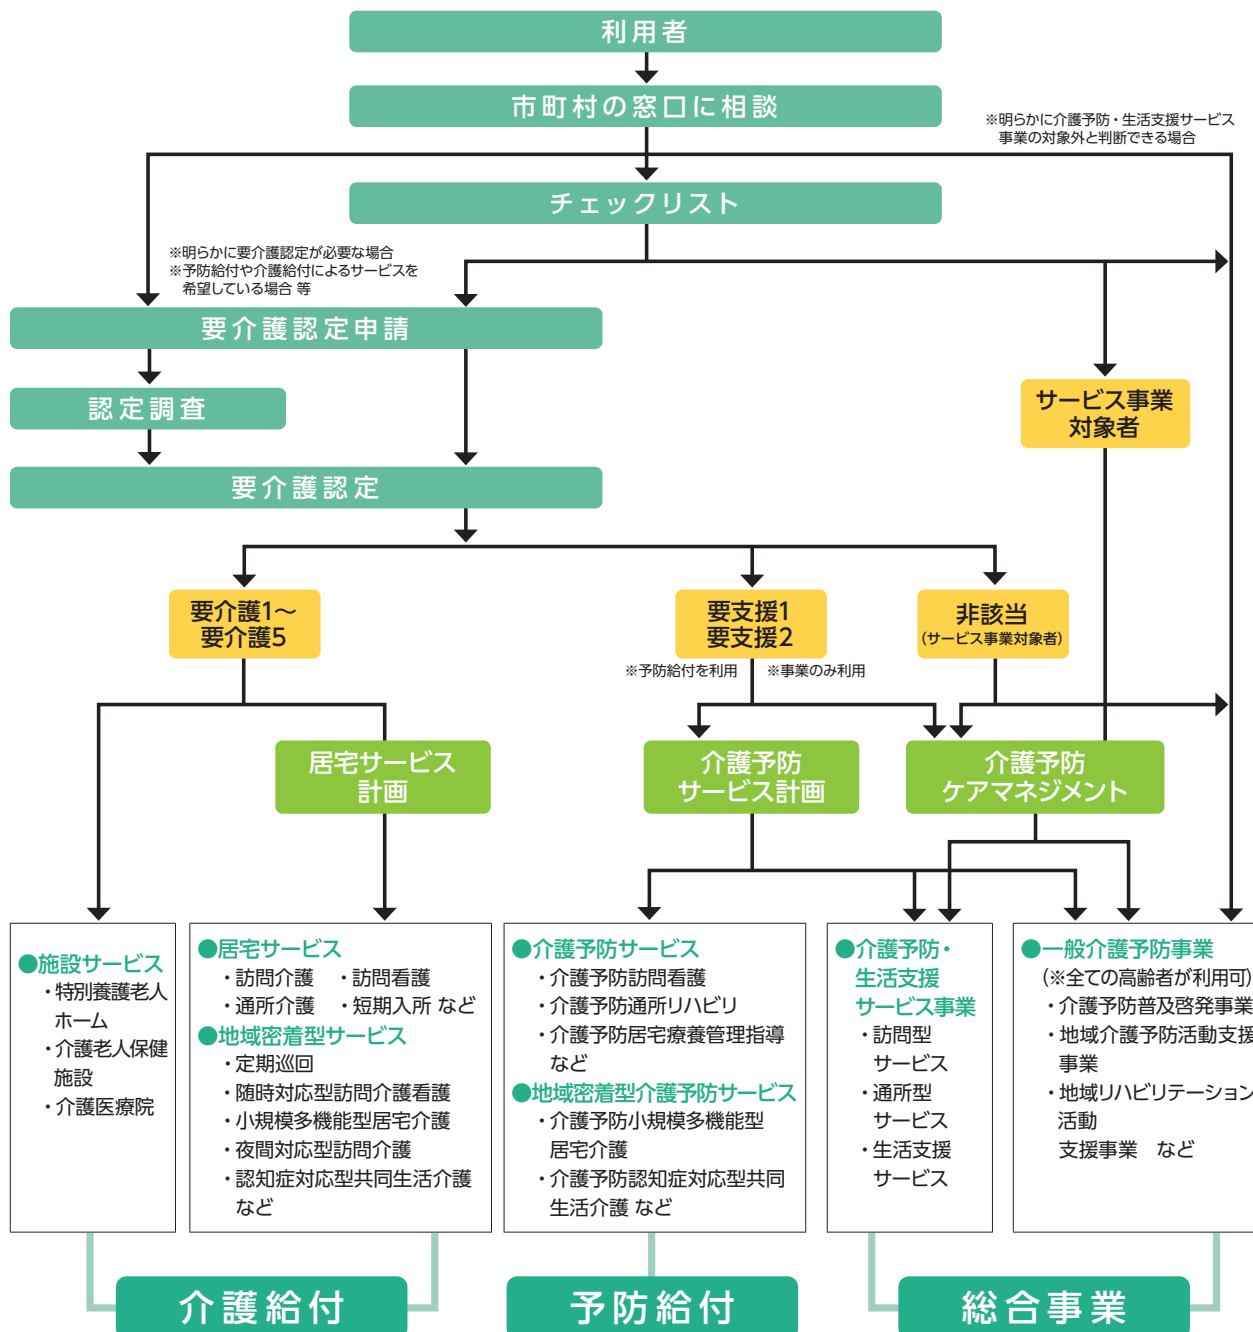 利用者
市町村の窓口に相談
※明らかに介護予防・生活支援サービス
事業の対象外と判断できる場合
チェックリスト
※明らかに要介護認定が必要な場合
※予防給付や介護給付によるサービスを
希望している場合 等
要介護認定申請
認定調査
サービス事業
対象者
要介護認定
要介護1〜
要介護5
要支援1
要支援2
非該当
(サービス事業対象者)
※予防給付を利用
※事業のみ利用
居宅サービス
計画
介護予防
サービス計画
介護予防
ケアマネジメント
●施設サービス
・特別養護老人
ホーム
・介護老人保健
施設
・介護医療院
●居宅サービス
・訪問介護 ・訪問看護
・通所介護 ・短期入所 など
●地域密着型サービス
・定期巡回
・随時対応型訪問介護看護
・小規模多機能型居宅介護
・夜間対応型訪問介護
・認知症対応型共同生活介護
など
●介護予防サービス
・介護予防訪問看護
・介護予防通所リハビリ
・介護予防居宅療養管理指導
など
●地域密着型介護予防サービス
・介護予防小規模多機能型
居宅介護
・介護予防認知症対応型共同
生活介護 など
●介護予防・
生活支援
サービス事業
・訪問型
サービス
・通所型
サービス
・生活支援
サービス
●一般介護予防事業
(※全ての高齢者が利用可)
・介護予防普及啓発事業
・地域介護予防活動支援
事業
・地域リハビリテーション
活動
支援事業 など
介護給付
予防給付
総合事業